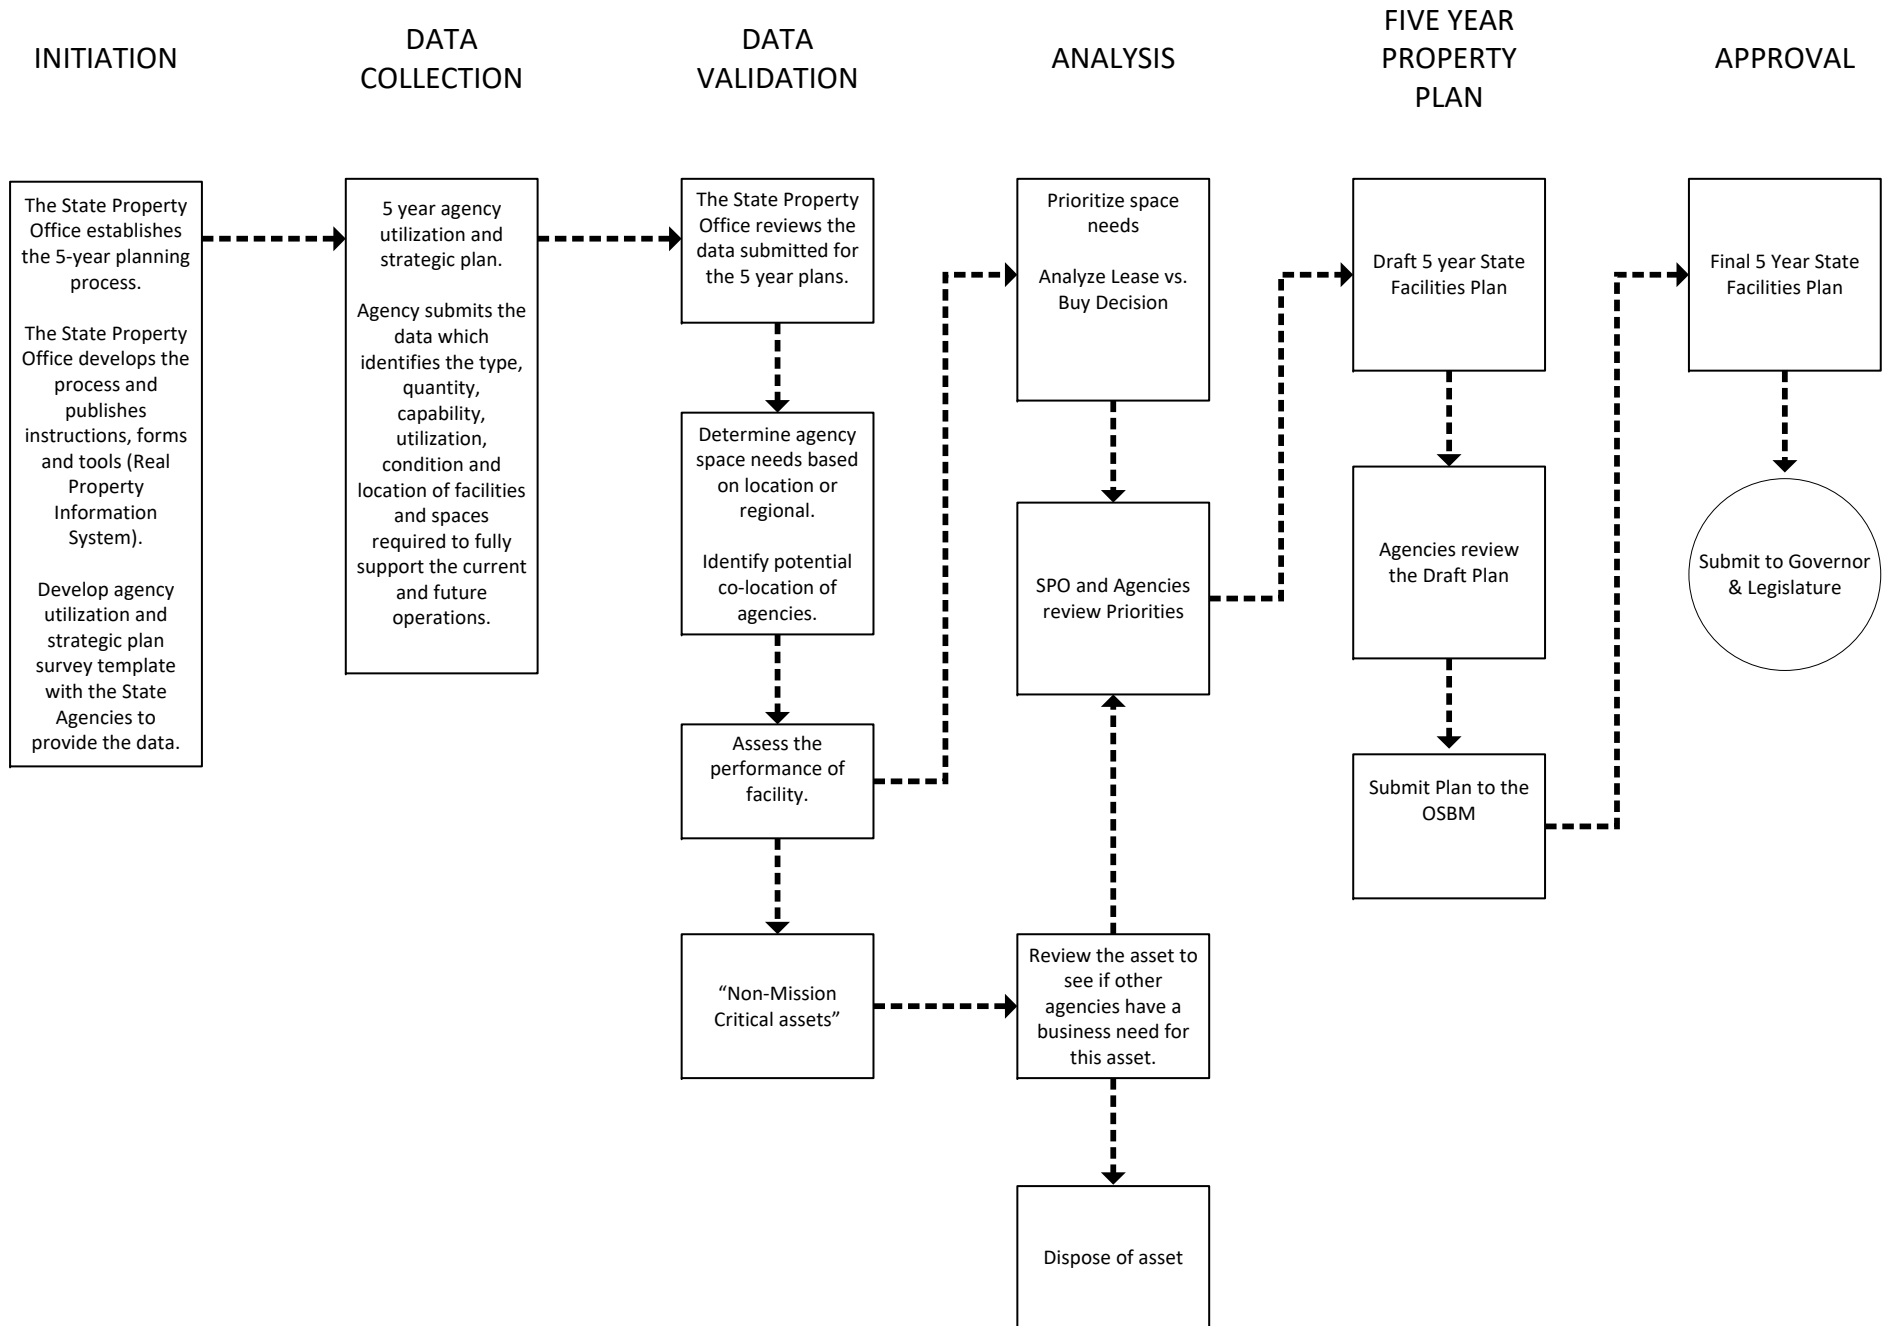 INITIATION
DATA
COLLECTION
DATA
VALIDATION
ANALYSIS
FIVE YEAR
PROPERTY
PLAN
APPROVAL
The State Property
Office establishes
the 5-year planning
process.
The State Property
Office develops the
process and
publishes
instructions, forms
and tools (Real
Property
Information
System).
Develop agency
utilization and
strategic plan
survey template
with the State
Agencies to
provide the data.
5 year agency
utilization and
strategic plan.
Agency submits the
data which
identifies the type,
quantity,
capability,
utilization,
condition and
location of facilities
and spaces
required to fully
support the current
and future
operations.
The State Property
Office reviews the
data submitted for
the 5 year plans.
Determine agency
space needs based
on location or
regional.
Identify potential
co-location of
agencies.
Assess the
performance of
facility.
“Non-Mission
Critical assets”
Prioritize space
needs
Analyze Lease vs.
Buy Decision
SPO and Agencies
review Priorities
Review the asset to
see if other
agencies have a
business need for
this asset.
Dispose of asset
Draft 5 year State
Facilities Plan
Agencies review
the Draft Plan
Submit Plan to the
OSBM
Final 5 Year State
Facilities Plan
Submit to Governor
& Legislature